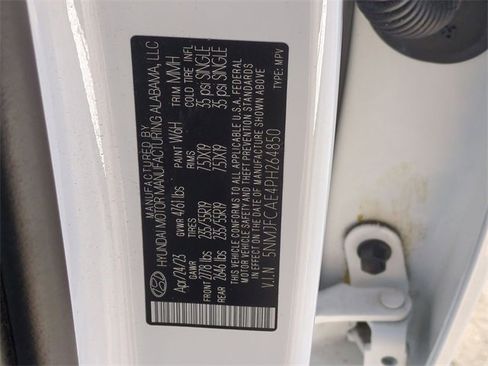 MANUFACTURED BY
HYUNDAI MOTOR MANUFACTURING ALABAMA, LLC
Apr/24/23 GVWR 4761 lbs PAINT W6H TRIM MMH
GAWR TIRES RIMS COLD TIRE INFL
FRONT 2778 lbs 235/55R19 7.5JX19 35 psi SINGLE
REAR 2646 lbs 235/55R19 7.5JX19 35 psi SINGLE
THIS VEHICLE CONFORMS TO ALL APPLICABLE U.S.A. FEDERAL
MOTOR VEHICLE SAFETY AND THEFT PREVENTION STANDARDS
IN EFFECT ON THE DATE OF MANUFACTURE SHOWN ABOVE
V.I.N. 5NMJFCAE4PH264850 TYPE: MPV